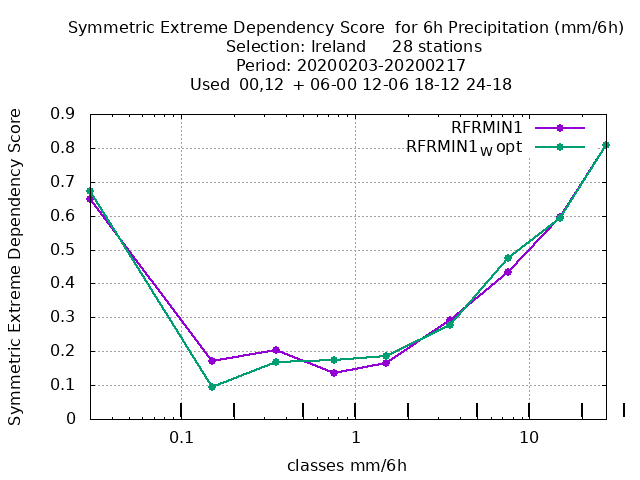 Symmetric Extreme Dependency Score for 6h Precipitation (mm/6h)
Selection: Ireland 28 stations
Period: 20200203-20200217
Used 00,12 + 06-00 12-06 18-12 24-18
RFRMIN1
RFRMIN1W opt
Symmetric Extreme Dependency Score
0.9
0.8
0.7
0.6
0.5
0.4
0.3
0.2
0.1
0
0.1 1 10
classes mm/6h